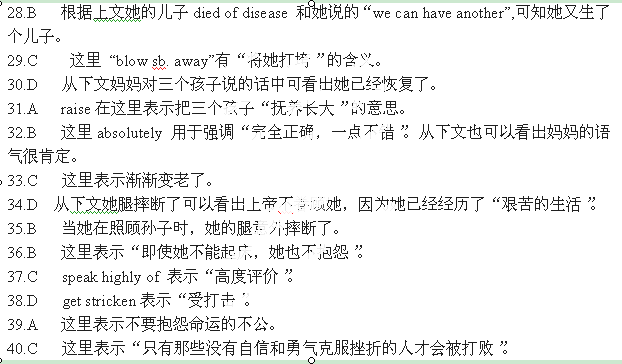 28.B 根据上文她的儿子 died of disease 和她说的“we can have another”,可知她又生了
个儿子。
29.C 这里 “blow sb. away”有“将她打垮 ”的含义。
30.D 从下文妈妈对三个孩子说的话中可看出她已经恢复了。
31.A raise 在这里表示把三个孩子“抚养长大 ”的意思。
32.B 这里 absolutely 用于强调“完全正确，一点不错 ”。从下文也可以看出妈妈的语
气很肯定。
33.C 这里表示渐渐变老了。
34.D 从下文她腿摔断了可以看出上帝不 她，因为她已经经历了“艰苦的生活 ”。
35.B 当她在照顾孙子时，她的腿 摔断了。
36.B 这里表示“即使她不能起床，她也不抱怨 ”。
37.C speak highly of 表示“高度评价 ”。
38.D get stricken 表示“受打击 ”。
39.A 这里表示不要抱怨命运的不公。
40.C 这里表示“只有那些没有自信和勇气克服挫折的人才会被打败 ”。